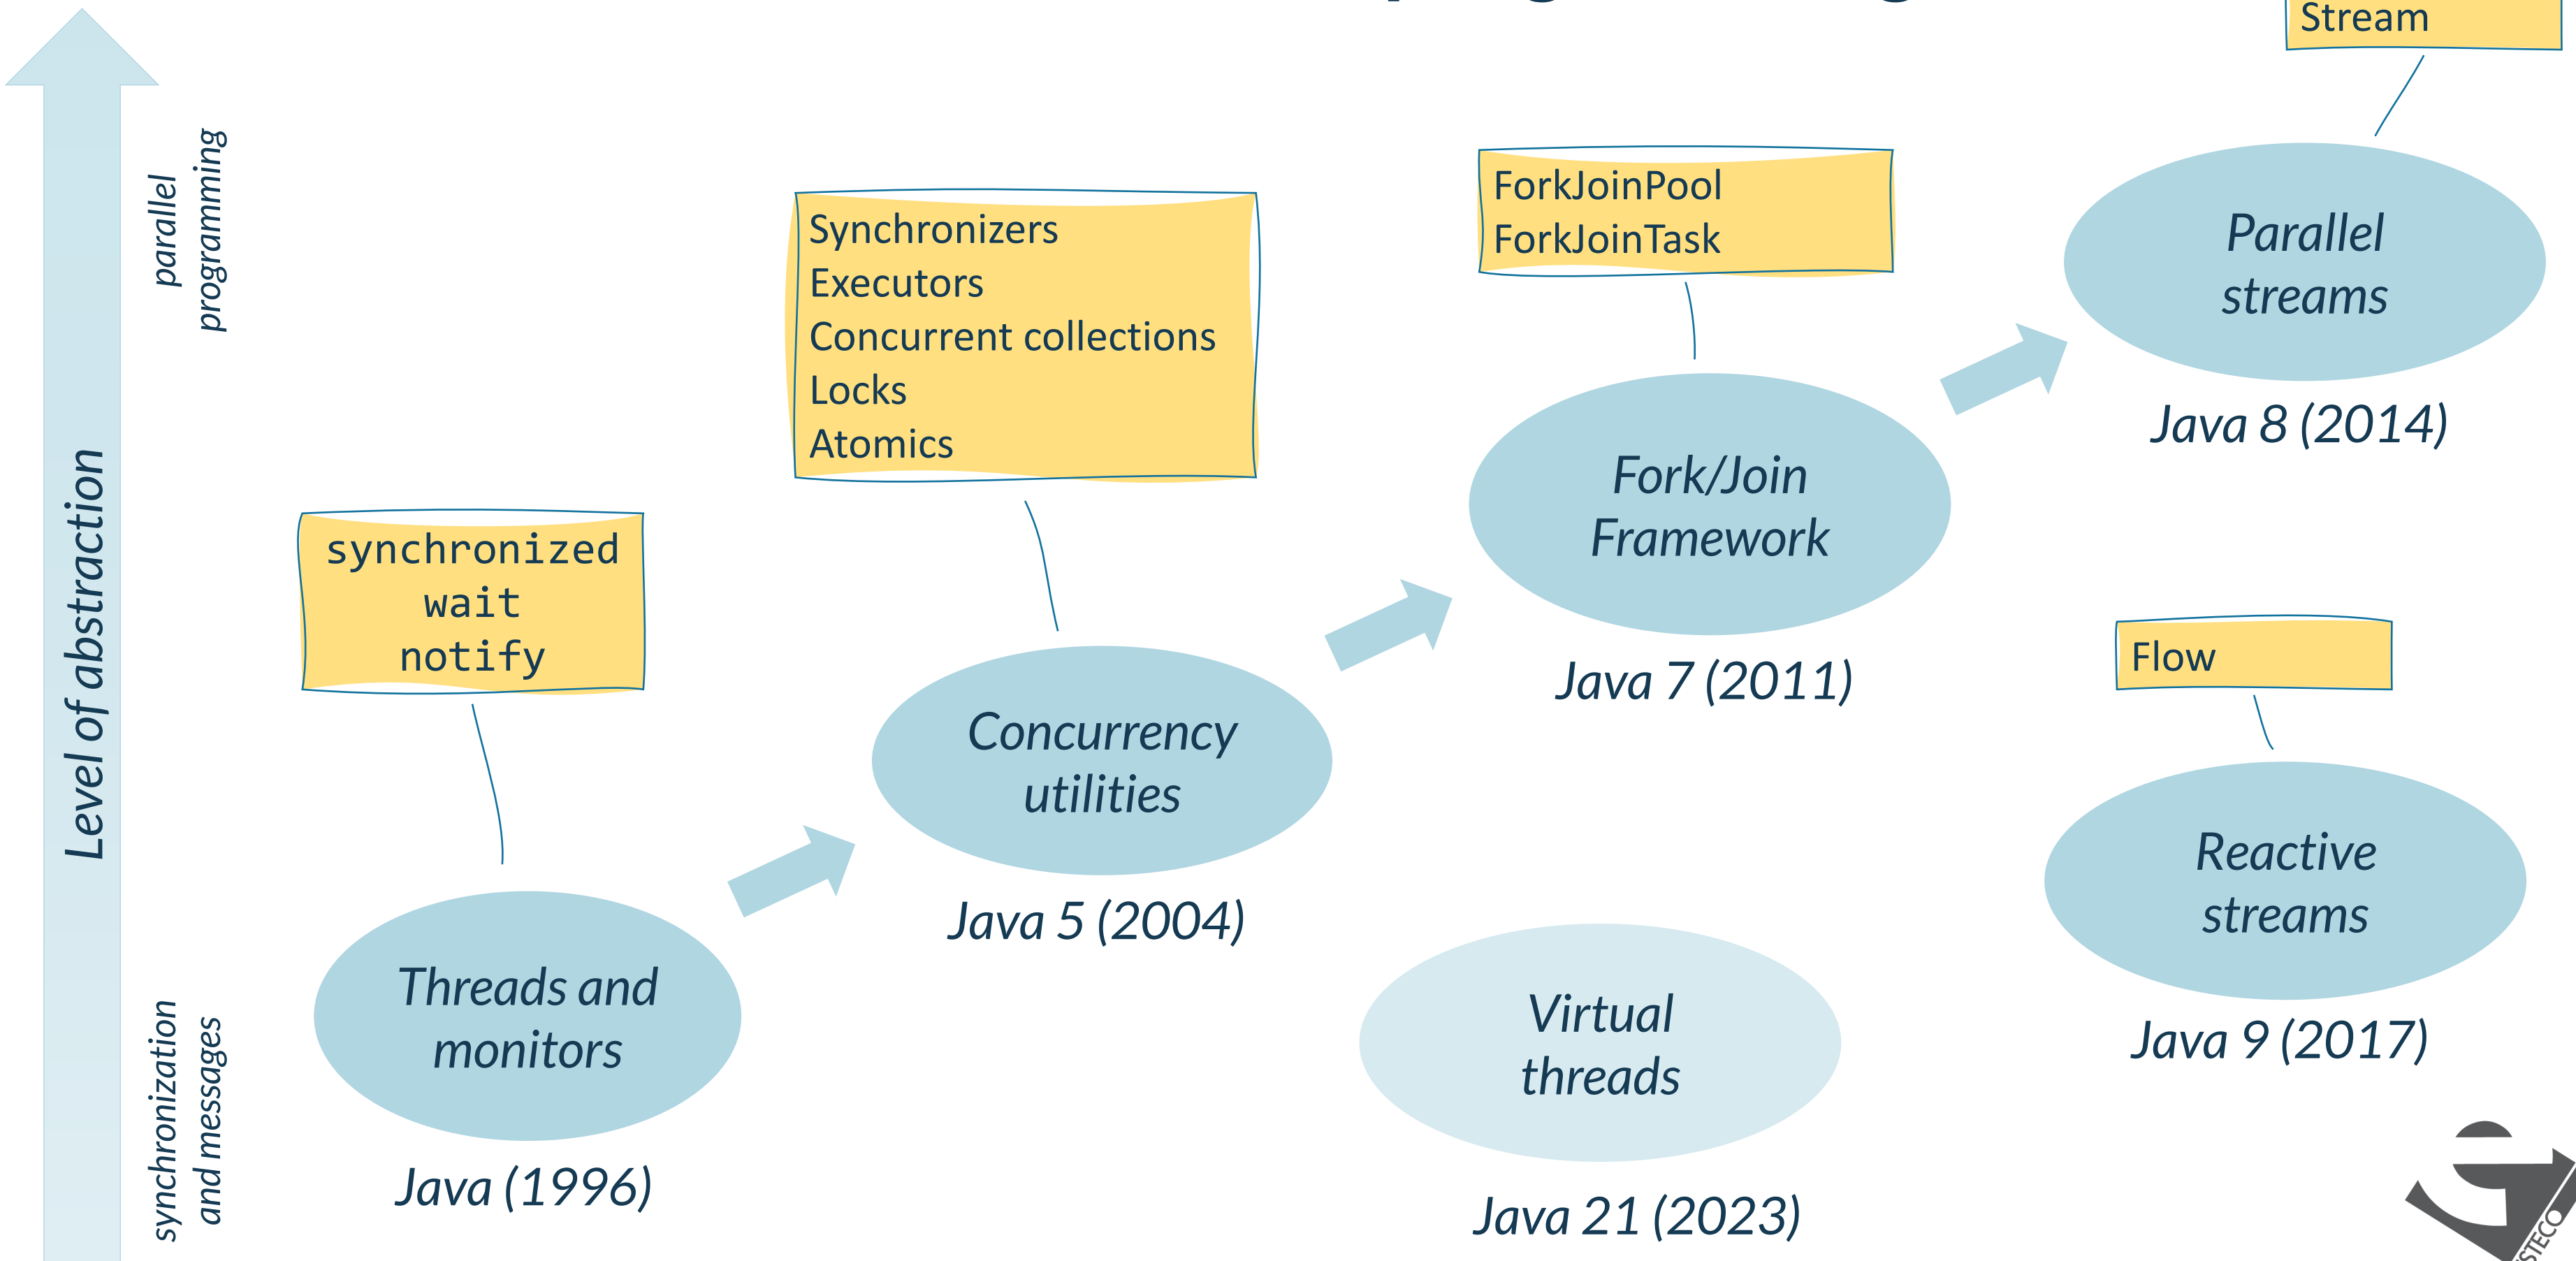 Stream
parallel
programming
ForkJoinPool
ForkJoinTask
Synchronizers
Executors
Concurrent collections
Locks
Atomics
Parallel
streams
Java 8 (2014)
Level of abstraction
Fork/Join
Framework
Java 7 (2011)
synchronized
wait
notify
Flow
Concurrency
utilities
Java 5 (2004)
Reactive
streams
Java 9 (2017)
Threads and
monitors
Java (1996)
Virtual
threads
Java 21 (2023)
synchronization
and messages